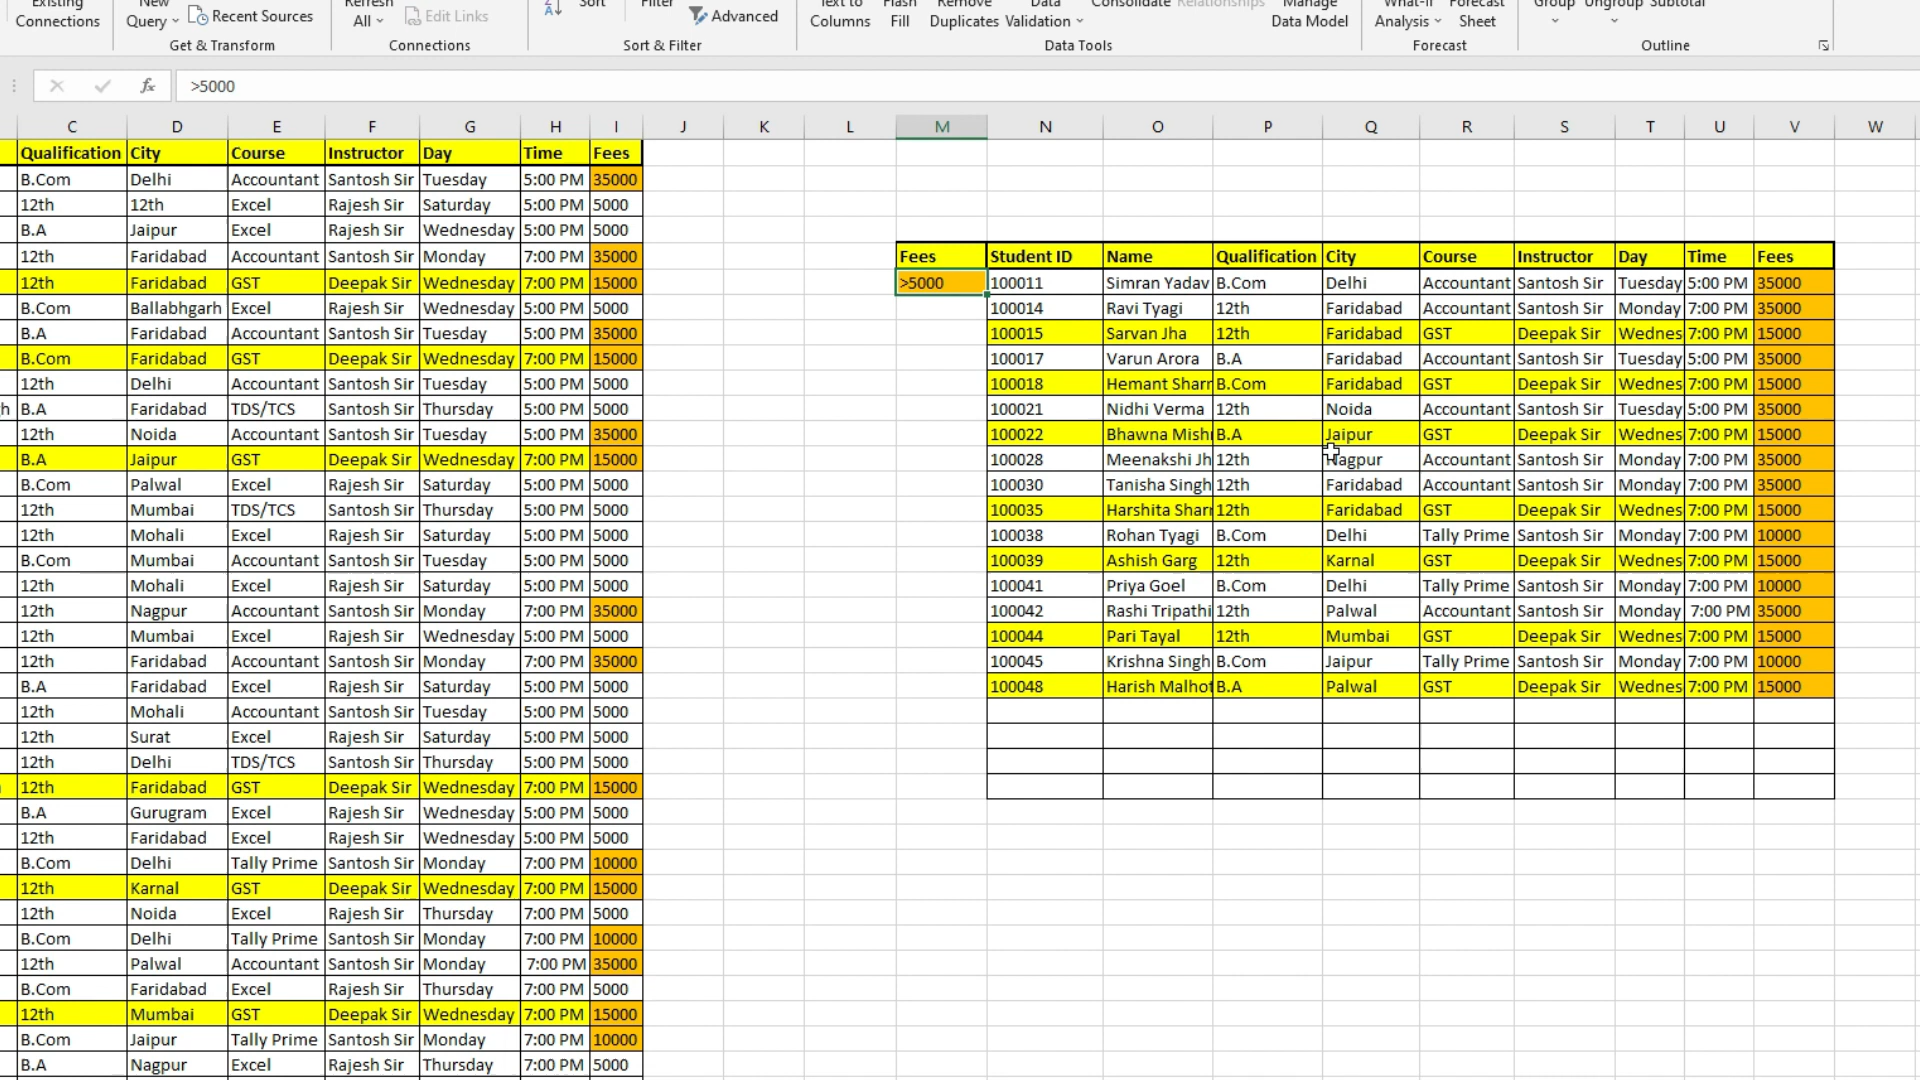 Existing New Recent Sources Refresh Edit Links Sort Filter Advanced Text to Flash Remove Data Consolidate Relationships Manage What-If Forecast Group Ungroup Subtotal
Connections Query All Columns Fill Duplicates Validation Data Model Analysis Sheet
Get & Transform Connections Sort & Filter Data Tools Forecast Outline
fx >5000
C D E F G H I J K L M N O P Q R S T U V W
Qualification City Course Instructor Day Time Fees
B.Com Delhi Accountant Santosh Sir Tuesday 5:00 PM 35000
12th 12th Excel Rajesh Sir Saturday 5:00 PM 5000
B.A Jaipur Excel Rajesh Sir Wednesday 5:00 PM 5000
12th Faridabad Accountant Santosh Sir Monday 7:00 PM 35000 Fees Student ID Name Qualification City Course Instructor Day Time Fees
12th Faridabad GST Deepak Sir Wednesday 7:00 PM 15000 >5000 100011 Simran Yadav B.Com Delhi Accountant Santosh Sir Tuesday 5:00 PM 35000
B.Com Ballabhgarh Excel Rajesh Sir Wednesday 5:00 PM 5000 100014 Ravi Tyagi 12th Faridabad Accountant Santosh Sir Monday 7:00 PM 35000
B.A Faridabad Accountant Santosh Sir Tuesday 5:00 PM 35000 100015 Sarvan Jha 12th Faridabad GST Deepak Sir Wednes 7:00 PM 15000
B.Com Faridabad GST Deepak Sir Wednesday 7:00 PM 15000 100017 Varun Arora B.A Faridabad Accountant Santosh Sir Tuesday 5:00 PM 35000
12th Delhi Accountant Santosh Sir Tuesday 5:00 PM 5000 100018 Hemant Sharr B.Com Faridabad GST Deepak Sir Wednes 7:00 PM 15000
h B.A Faridabad TDS/TCS Santosh Sir Thursday 5:00 PM 5000 100021 Nidhi Verma 12th Noida Accountant Santosh Sir Tuesday 5:00 PM 35000
12th Noida Accountant Santosh Sir Tuesday 5:00 PM 35000 100022 Bhawna Mish B.A Jaipur GST Deepak Sir Wednes 7:00 PM 15000
B.A Jaipur GST Deepak Sir Wednesday 7:00 PM 15000 100028 Meenakshi Jh 12th Nagpur Accountant Santosh Sir Monday 7:00 PM 35000
B.Com Palwal Excel Rajesh Sir Saturday 5:00 PM 5000 100030 Tanisha Singh 12th Faridabad Accountant Santosh Sir Monday 7:00 PM 35000
12th Mumbai TDS/TCS Santosh Sir Thursday 5:00 PM 5000 100035 Harshita Shar 12th Faridabad GST Deepak Sir Wednes 7:00 PM 15000
12th Mohali Excel Rajesh Sir Saturday 5:00 PM 5000 100038 Rohan Tyagi B.Com Delhi Tally Prime Santosh Sir Monday 7:00 PM 10000
B.Com Mumbai Accountant Santosh Sir Tuesday 5:00 PM 5000 100039 Ashish Garg 12th Karnal GST Deepak Sir Wednes 7:00 PM 15000
12th Mohali Excel Rajesh Sir Saturday 5:00 PM 5000 100041 Priya Goel B.Com Delhi Tally Prime Santosh Sir Monday 7:00 PM 10000
12th Nagpur Accountant Santosh Sir Monday 7:00 PM 35000 100042 Rashi Tripathi 12th Palwal Accountant Santosh Sir Monday 7:00 PM 35000
12th Mumbai Excel Rajesh Sir Wednesday 5:00 PM 5000 100044 Pari Tayal 12th Mumbai GST Deepak Sir Wednes 7:00 PM 15000
12th Faridabad Accountant Santosh Sir Monday 7:00 PM 35000 100045 Krishna Singh B.Com Jaipur Tally Prime Santosh Sir Monday 7:00 PM 10000
B.A Faridabad Excel Rajesh Sir Saturday 5:00 PM 5000 100048 Harish Malhot B.A Palwal GST Deepak Sir Wednes 7:00 PM 15000
12th Mohali Accountant Santosh Sir Tuesday 5:00 PM 5000
12th Surat Excel Rajesh Sir Saturday 5:00 PM 5000
12th Delhi TDS/TCS Santosh Sir Thursday 5:00 PM 5000
12th Faridabad GST Deepak Sir Wednesday 7:00 PM 15000
B.A Gurugram Excel Rajesh Sir Wednesday 5:00 PM 5000
12th Faridabad Excel Rajesh Sir Wednesday 5:00 PM 5000
B.Com Delhi Tally Prime Santosh Sir Monday 7:00 PM 10000
12th Karnal GST Deepak Sir Wednesday 7:00 PM 15000
12th Noida Excel Rajesh Sir Thursday 7:00 PM 5000
B.Com Delhi Tally Prime Santosh Sir Monday 7:00 PM 10000
12th Palwal Accountant Santosh Sir Monday 7:00 PM 35000
B.Com Faridabad Excel Rajesh Sir Thursday 7:00 PM 5000
12th Mumbai GST Deepak Sir Wednesday 7:00 PM 15000
B.Com Jaipur Tally Prime Santosh Sir Monday 7:00 PM 10000
B.A Nagpur Excel Rajesh Sir Thursday 7:00 PM 5000